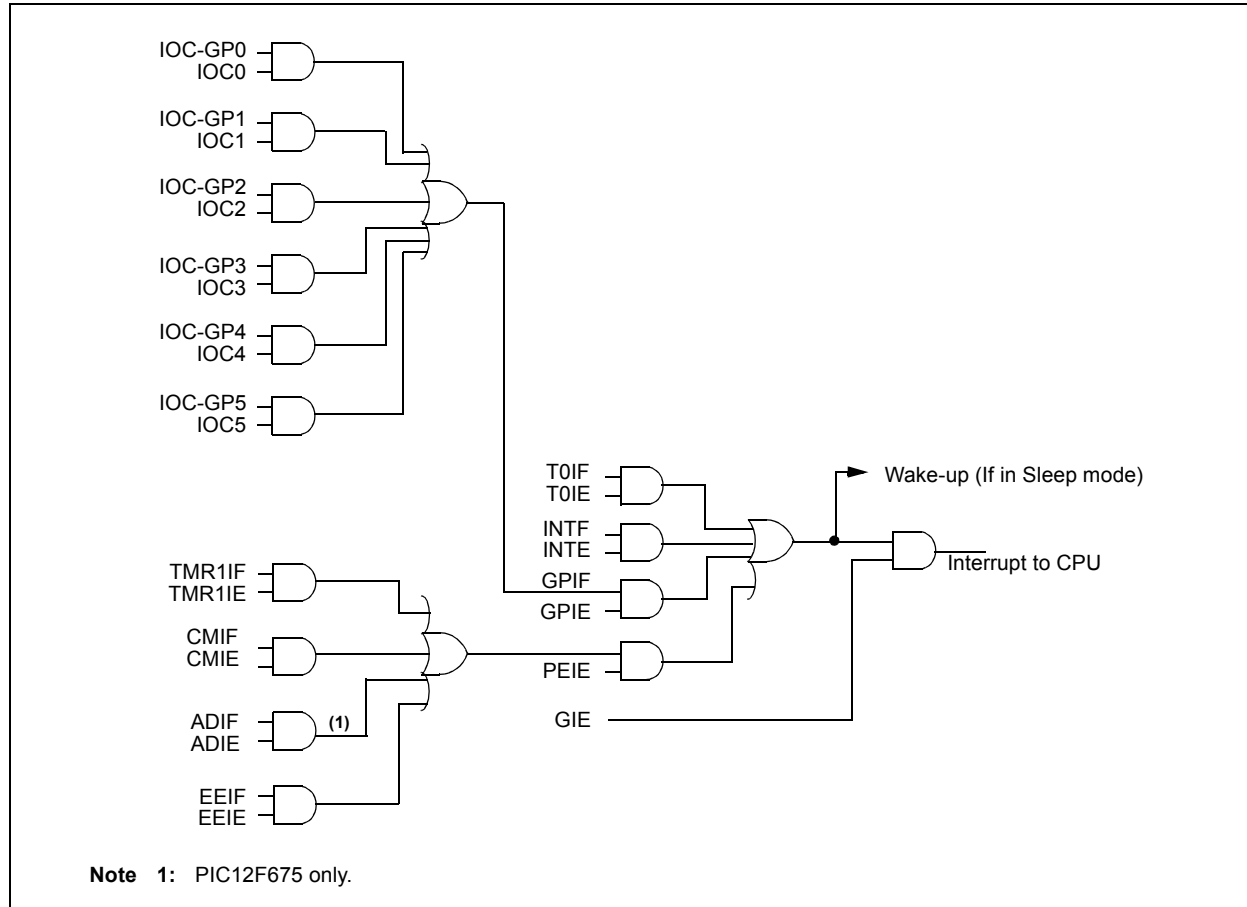 IOC-GP0
IOC0
IOC-GP1
IOC1
IOC-GP2
IOC2
IOC-GP3
IOC3
IOC-GP4
IOC4
IOC-GP5
IOC5
T0IF
T0IE
Wake-up (If in Sleep mode)
INTF
INTE
Interrupt to CPU
TMR1IF
TMR1IE
GPIF
GPIE
CMIF
CMIE
PEIE
ADIF
(1)
ADIE
GIE
EEIF
EEIE
Note 1: PIC12F675 only.